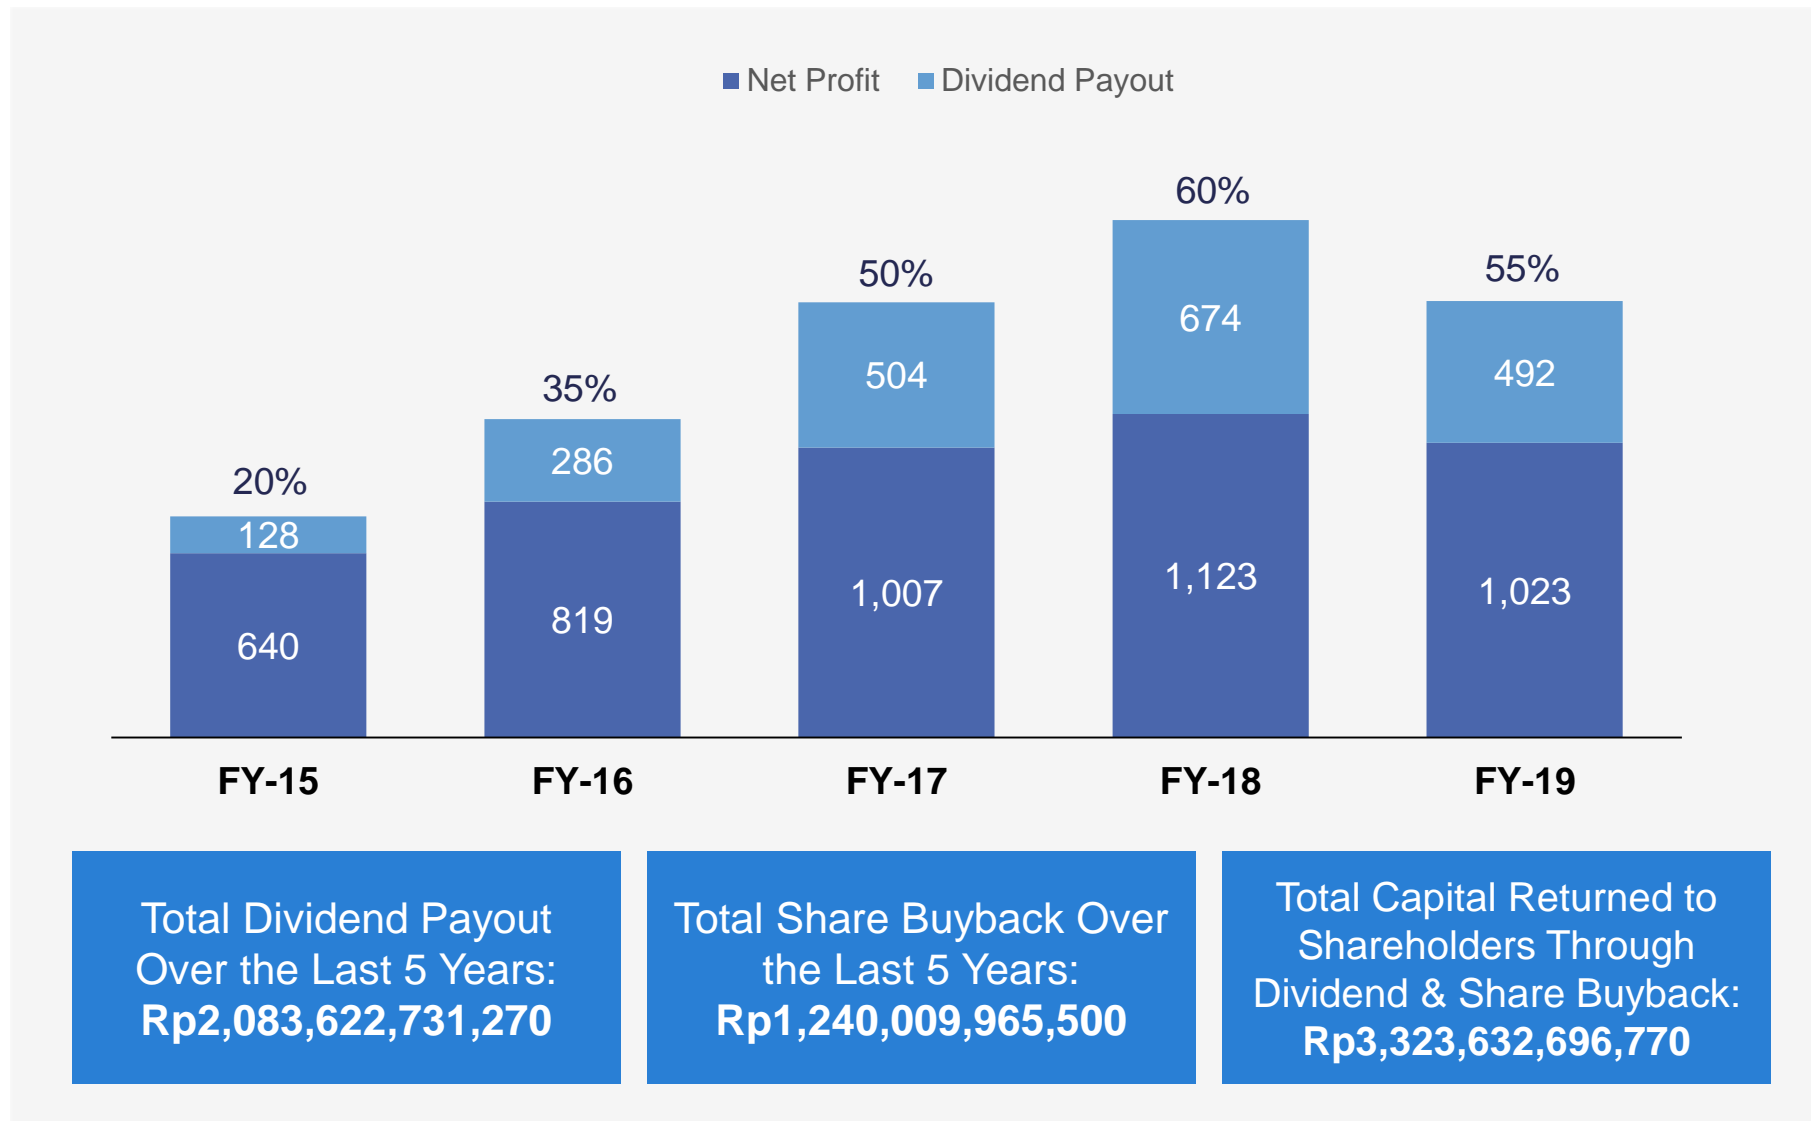 Net Profit Dividend Payout
20%
35%
50%
60%
55%
128
286
504
674
492
640
819
1,007
1,123
1,023
FY-15 FY-16 FY-17 FY-18 FY-19
Total Dividend Payout
Over the Last 5 Years:
Rp2,083,622,731,270
Total Share Buyback Over
the Last 5 Years:
Rp1,240,009,965,500
Total Capital Returned to
Shareholders Through
Dividend & Share Buyback:
Rp3,323,632,696,770